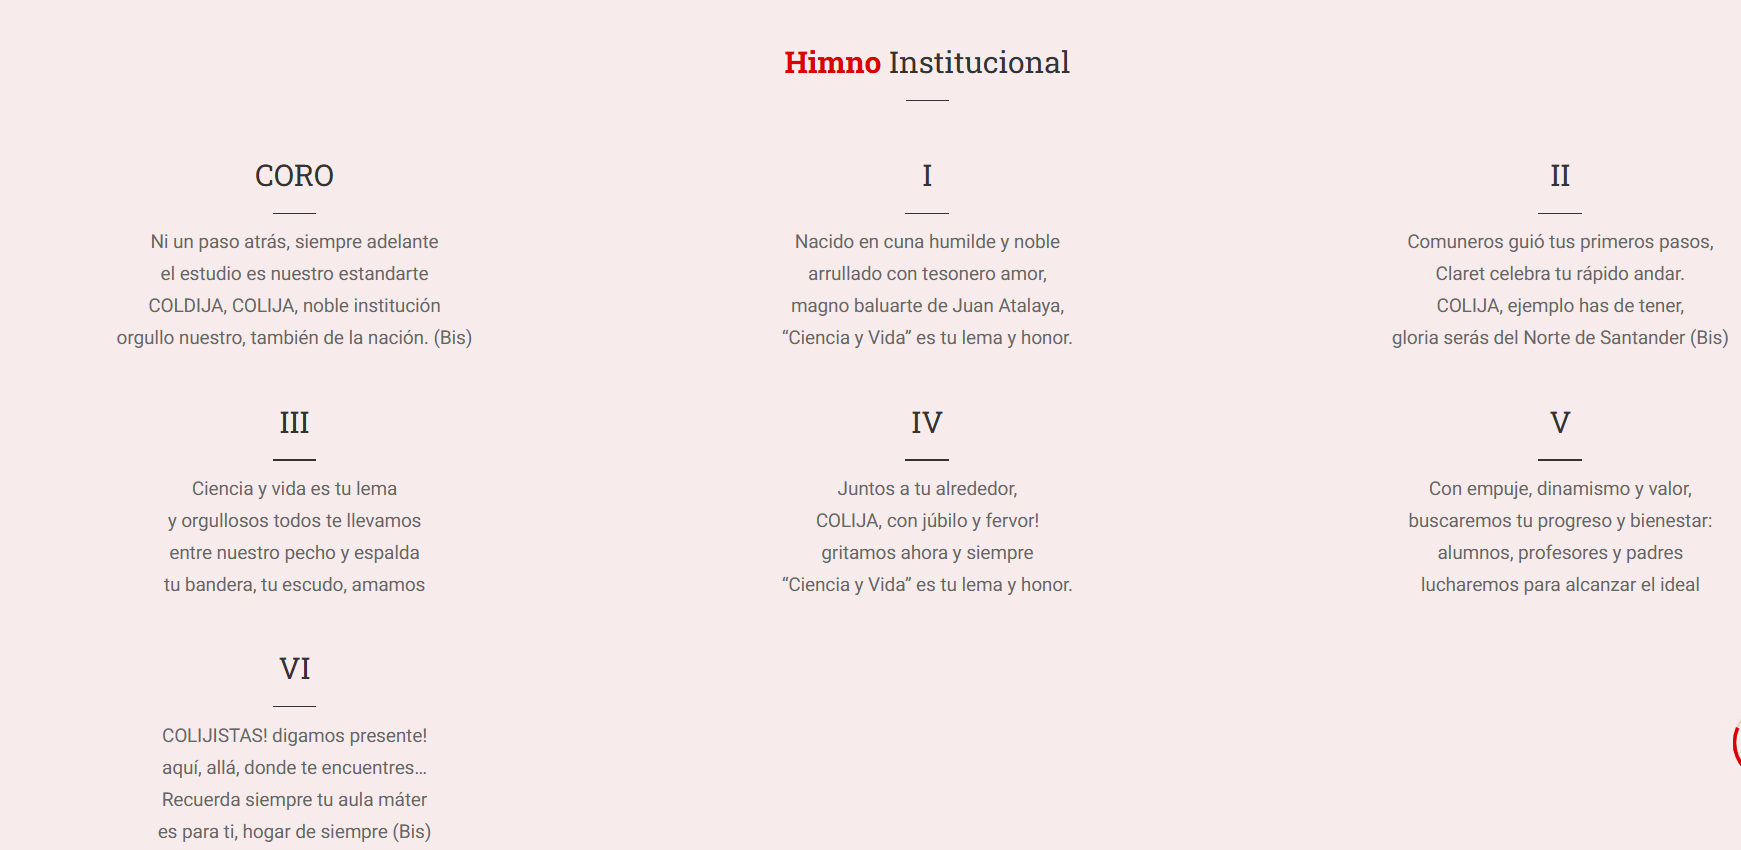 Himno Institucional
CORO
Ni un paso atrás, siempre adelante
el estudio es nuestro estandarte
COLDIJA, COLIJA, noble institución
orgullo nuestro, también de la nación. (Bis)
I
Nacido en cuna humilde y noble
arrullado con tesonero amor,
magno baluarte de Juan Atalaya,
“Ciencia y Vida” es tu lema y honor.
II
Comuneros guió tus primeros pasos,
Claret celebra tu rápido andar.
COLIJA, ejemplo has de tener,
gloria serás del Norte de Santander (Bis)
III
Ciencia y vida es tu lema
y orgullosos todos te llevamos
entre nuestro pecho y espalda
tu bandera, tu escudo, amamos
IV
Juntos a tu alrededor,
COLIJA, con júbilo y fervor!
gritamos ahora y siempre
“Ciencia y Vida” es tu lema y honor.
V
Con empuje, dinamismo y valor,
buscaremos tu progreso y bienestar:
alumnos, profesores y padres
lucharemos para alcanzar el ideal
VI
COLIJISTAS! digamos presente!
aquí, allá, donde te encuentres…
Recuerda siempre tu aula máter
es para ti, hogar de siempre (Bis)